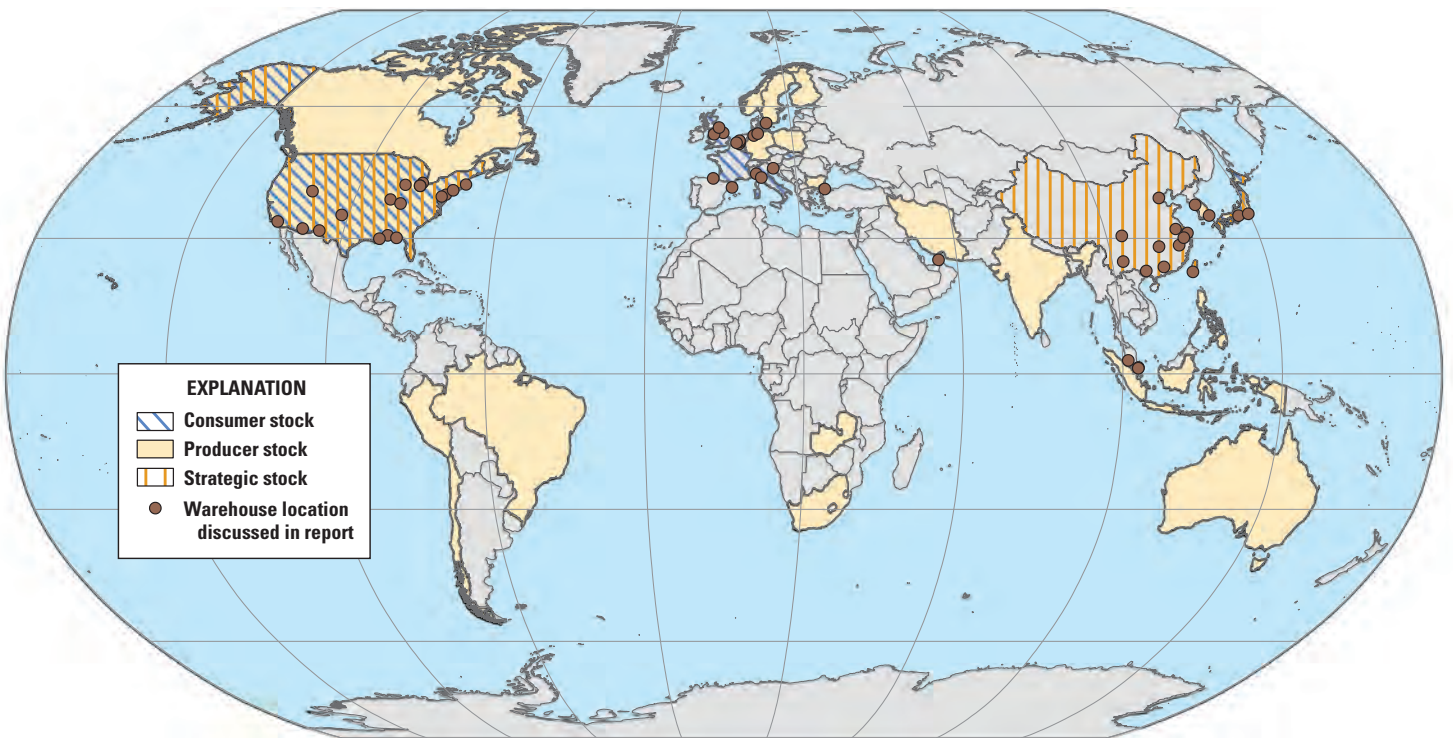 EXPLANATION
Consumer stock
Producer stock
Strategic stock
Warehouse location
discussed in report